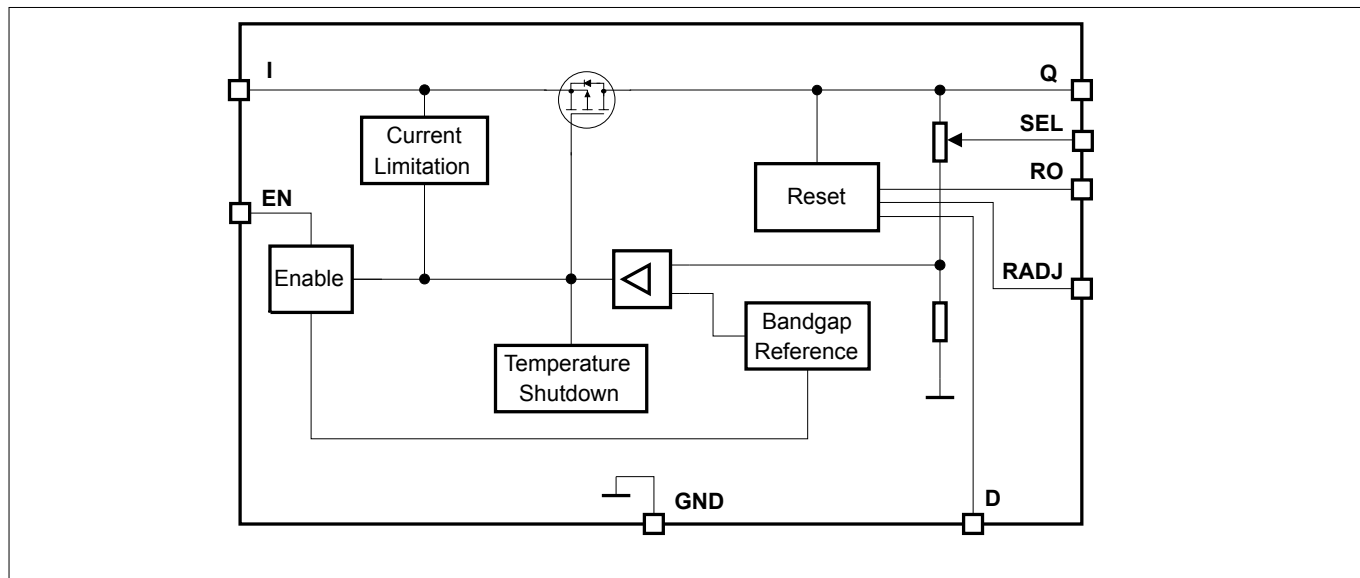 I
Q
Current
Limitation
SEL
RO
EN
Reset
Enable
RADJ
Bandgap
Reference
Temperature
Shutdown
GND
D